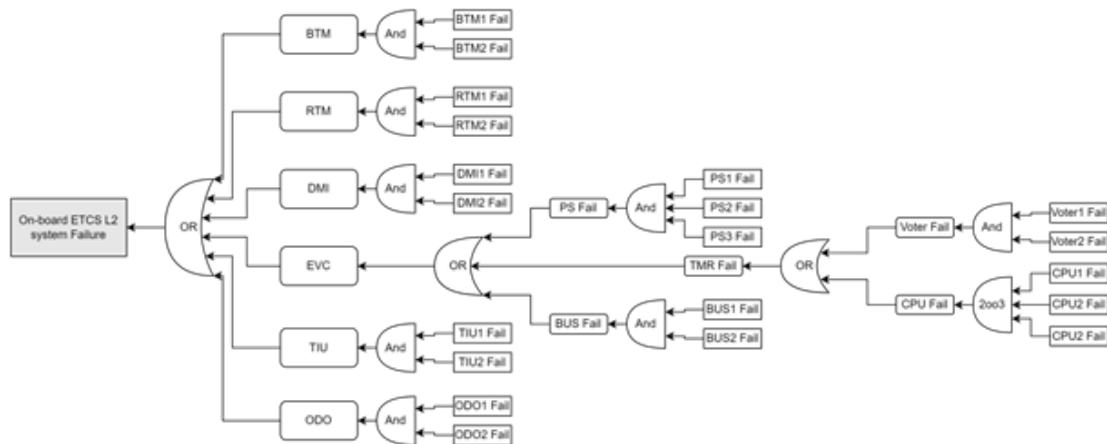 BTM
And
BTM1 Fail
BTM2 Fail
RTM
And
RTM1 Fail
RTM2 Fail
DMI
And
DMI1 Fail
DMI2 Fail
On-board ETCS L2
system Failure
OR
EVC
OR
PS Fail
And
PS1 Fail
PS2 Fail
PS3 Fail
TMR Fail
OR
Voter Fail
And
Voter1 Fail
Voter2 Fail
CPU Fail
2oo3
CPU1 Fail
CPU2 Fail
CPU2 Fail
BUS Fail
And
BUS1 Fail
BUS2 Fail
TIU
And
TIU1 Fail
TIU2 Fail
ODO
And
ODO1 Fail
ODO2 Fail